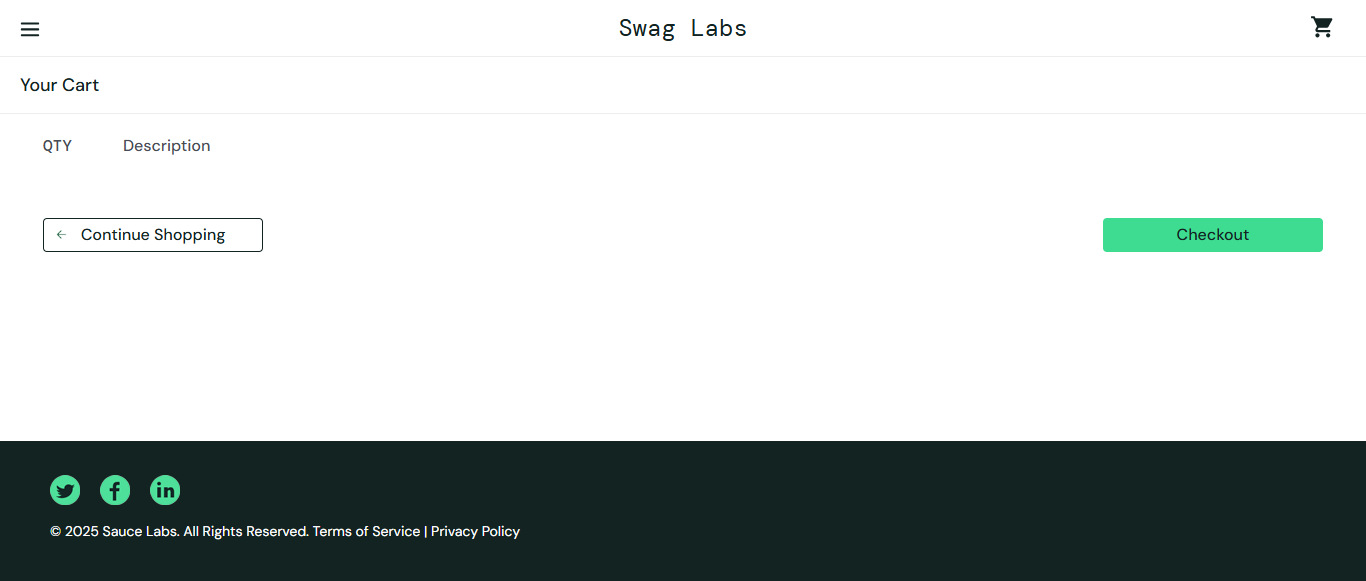 Swag Labs
Your Cart
QTY Description
Continue Shopping Checkout
© 2025 Sauce Labs. All Rights Reserved. Terms of Service | Privacy Policy